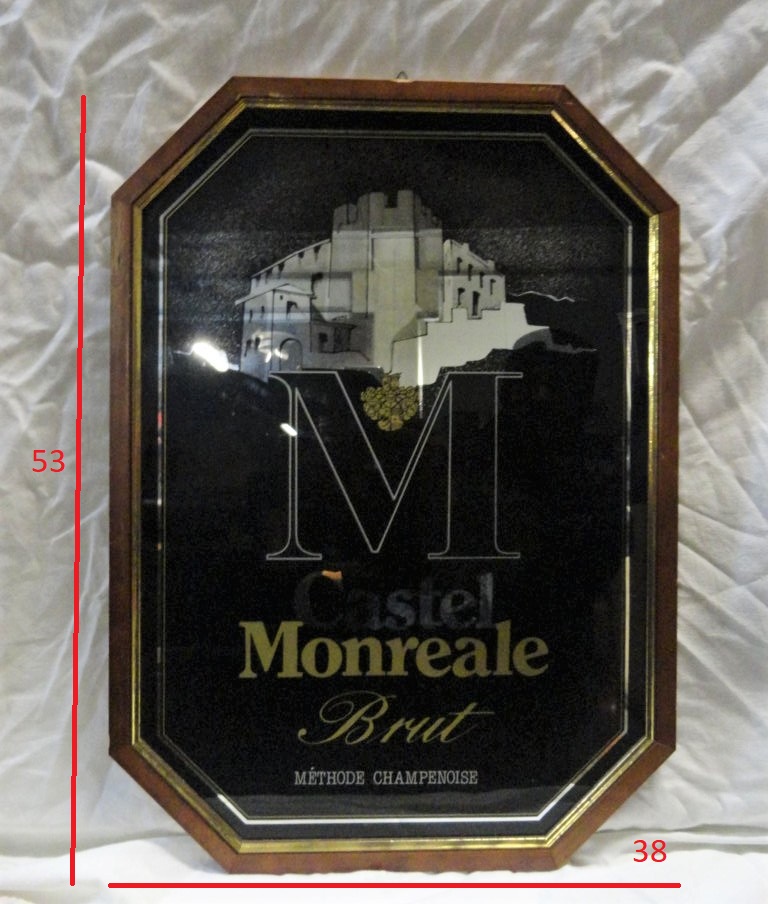 53
M
Castel
Monreale
Brut
MÉTHODE CHAMPENOISE
38